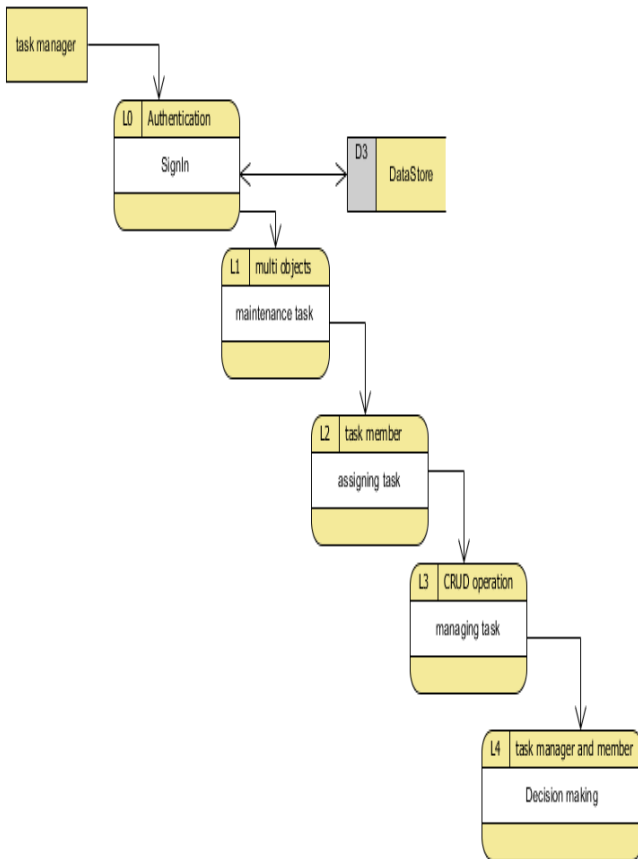 task manager
L0 Authentication
SignIn
D3
DataStore
L1 multi objects
maintenance task
L2 task member
assigning task
L3 CRUD operation
managing task
L4 task manager and member
Decision making